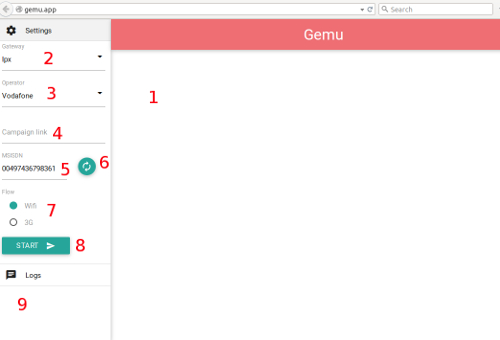 gemu.app
Search
Settings
Gemu
Gateway
Ipx
2
Operator
Vodafone
3
1
Campaign link
4
MSISDN
00497436798361
5
6
Flow
Wifi
7
3G
START
8
Logs
9